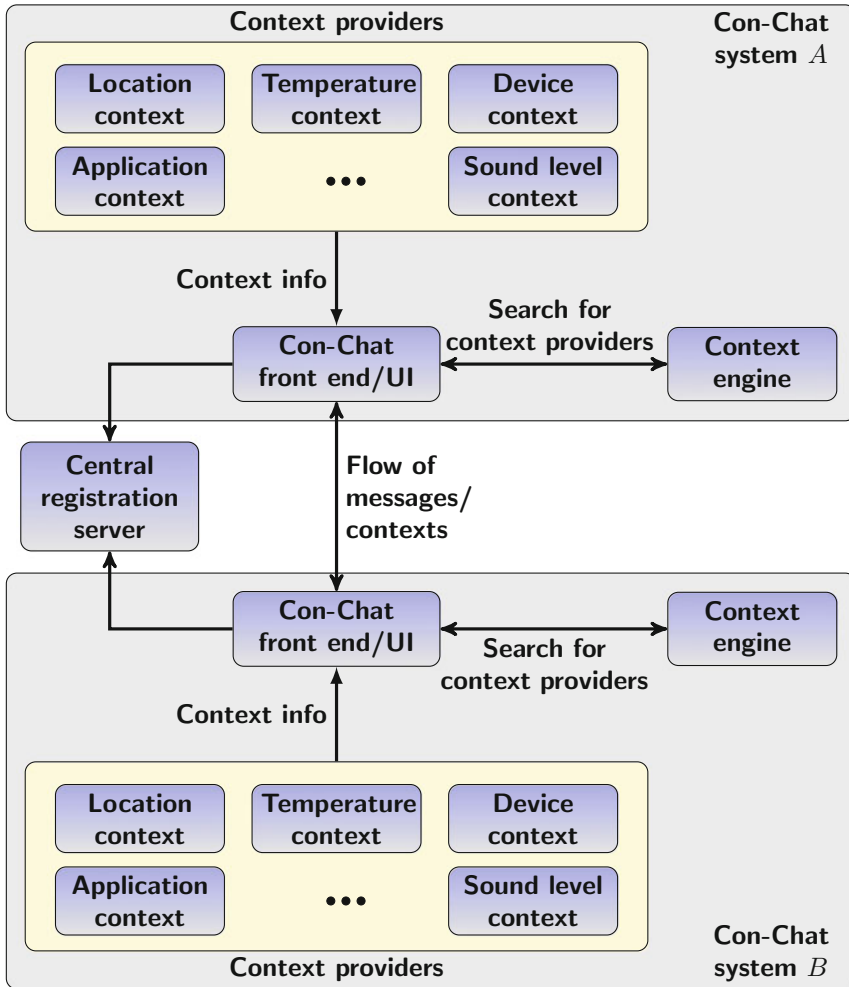 Context providers
Con-Chat
system A
Location
context
Temperature
context
Device
context
Application
context
•••
Sound level
context
Context info
Search for
context providers
Con-Chat
front end/UI
Context
engine
Central
registration
server
Flow of
messages/
contexts
Con-Chat
front end/UI
Context
engine
Search for
context providers
Context info
Location
context
Temperature
context
Device
context
Application
context
•••
Sound level
context
Context providers
Con-Chat
system B